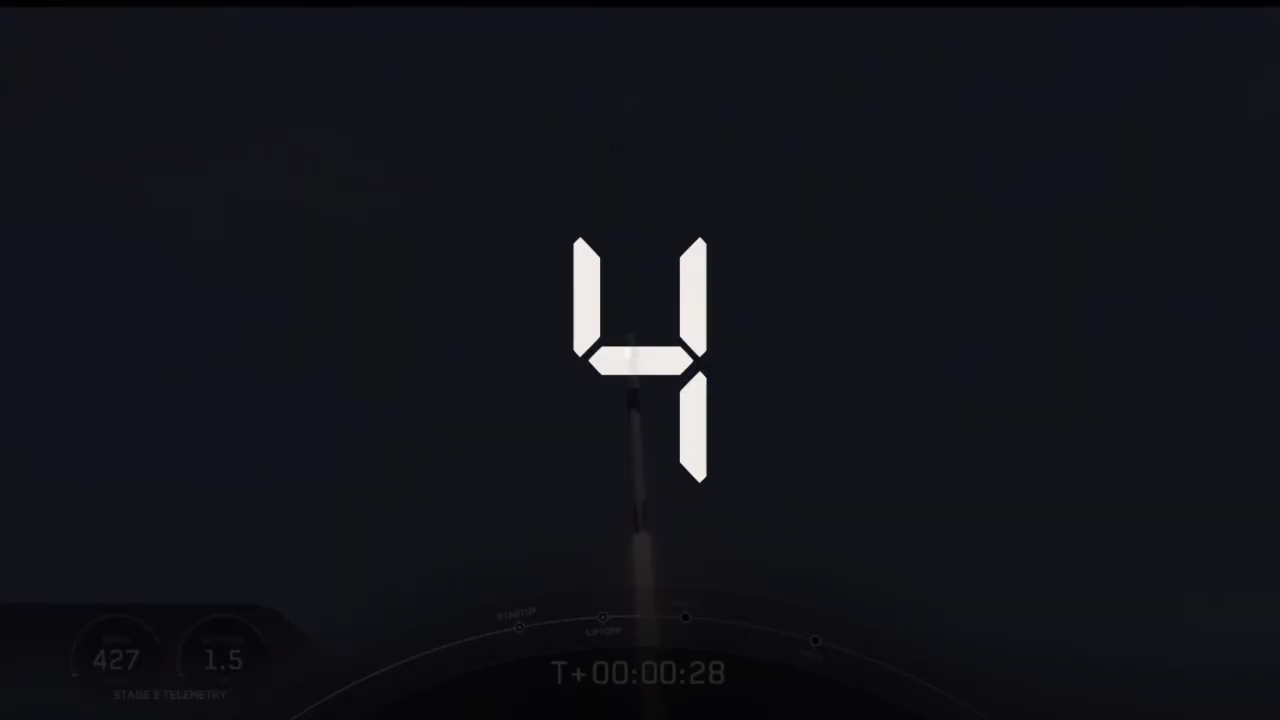 4
STARTUP
LIFTOFF
427
1.5
T+00:00:28
STAGE 2 TELEMETRY